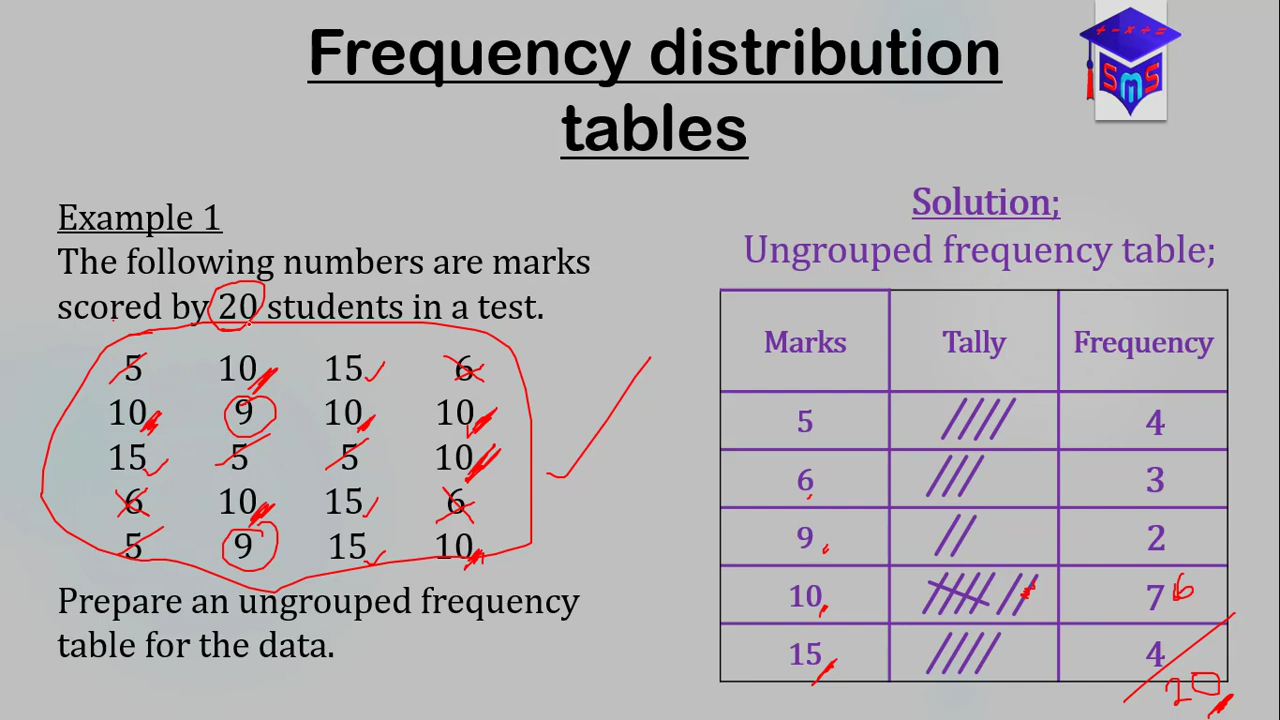 Frequency distribution
tables
SMS
Example 1
The following numbers are marks
scored by 20 students in a test.
5 10 15 6
10 9 10 10
15 5 5 10
6 10 15 6
5 9 15 10
Prepare an ungrouped frequency
table for the data.
Solution;
Ungrouped frequency table;
Marks Tally Frequency
5 //// 4
6 /// 3
9 // 2
10 7 6
15 //// 4
20